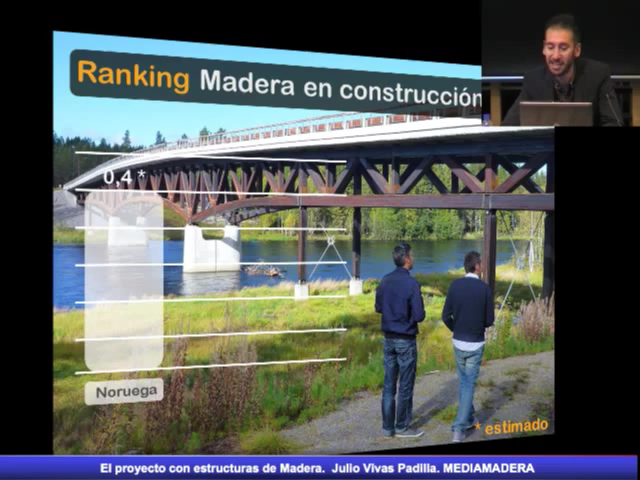 Ranking Madera en construcción
0,4 *
Noruega
* estimado
El proyecto con estructuras de Madera. Julio Vivas Padilla. MEDIAMADERA